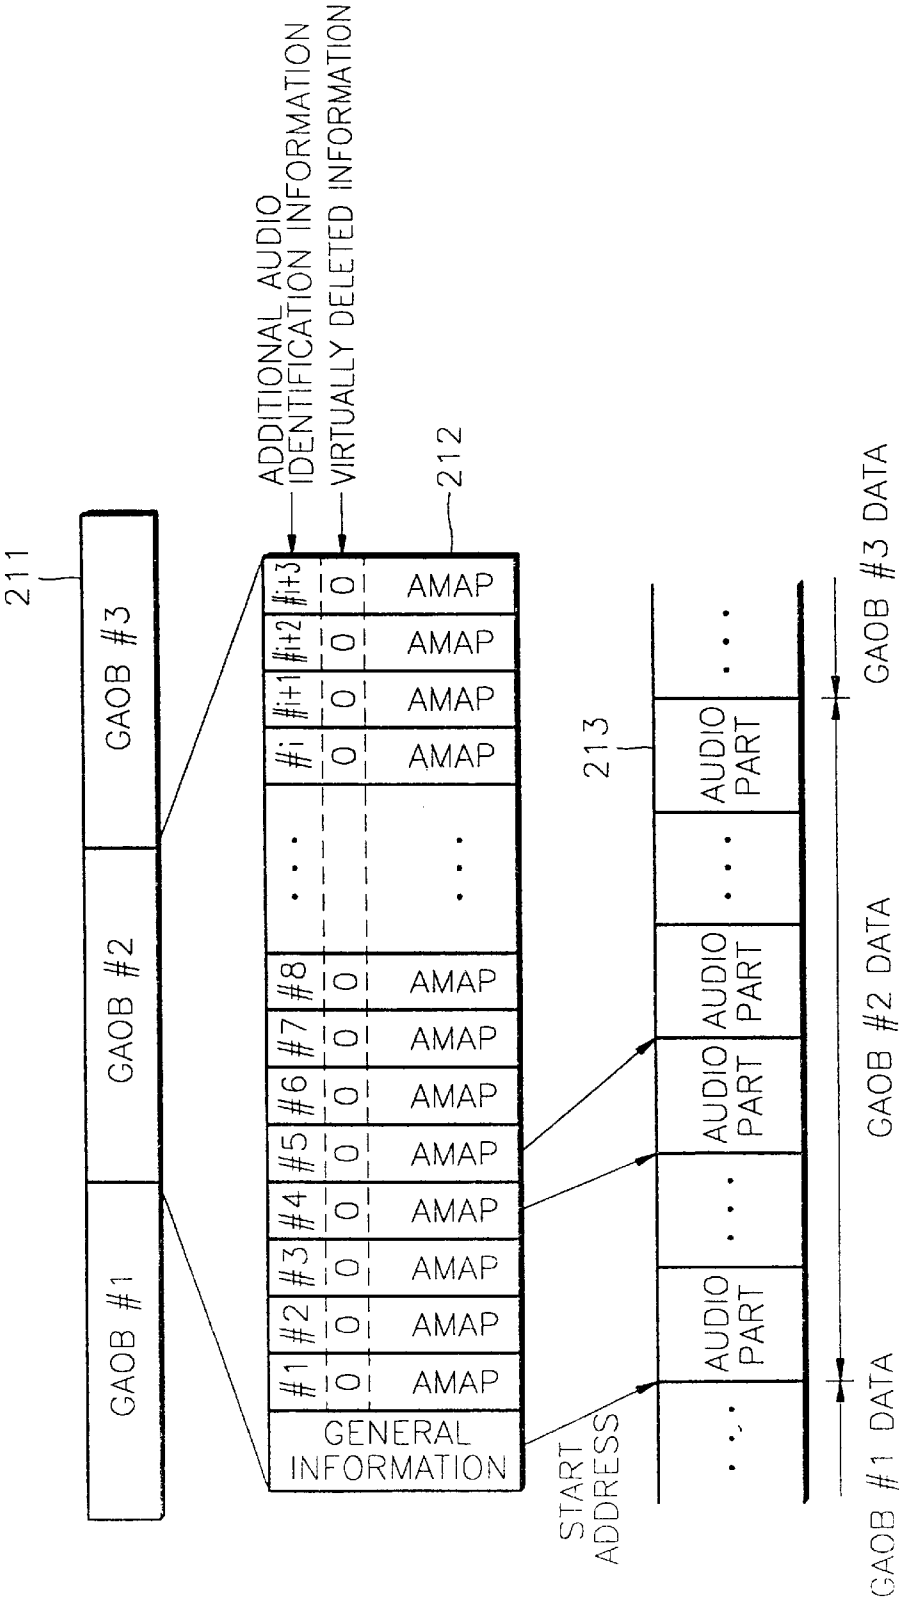 211
GAOB #1
GAOB #2
GAOB #3
ADDITIONAL AUDIO
IDENTIFICATION INFORMATION
VIRTUALLY DELETED INFORMATION
GENERAL
INFORMATION
#1
#2
#3
#4
#5
#6
#7
#8
...
#i
#i+1
#i+2
#i+3
0
0
0
0
0
0
0
0
0
0
0
0
AMAP
AMAP
AMAP
AMAP
AMAP
AMAP
AMAP
AMAP
...
AMAP
AMAP
AMAP
AMAP
212
START
ADDRESS
213
...
AUDIO
PART
...
AUDIO
PART
AUDIO
PART
...
AUDIO
PART
...
GAOB #1 DATA
GAOB #2 DATA
GAOB #3 DATA